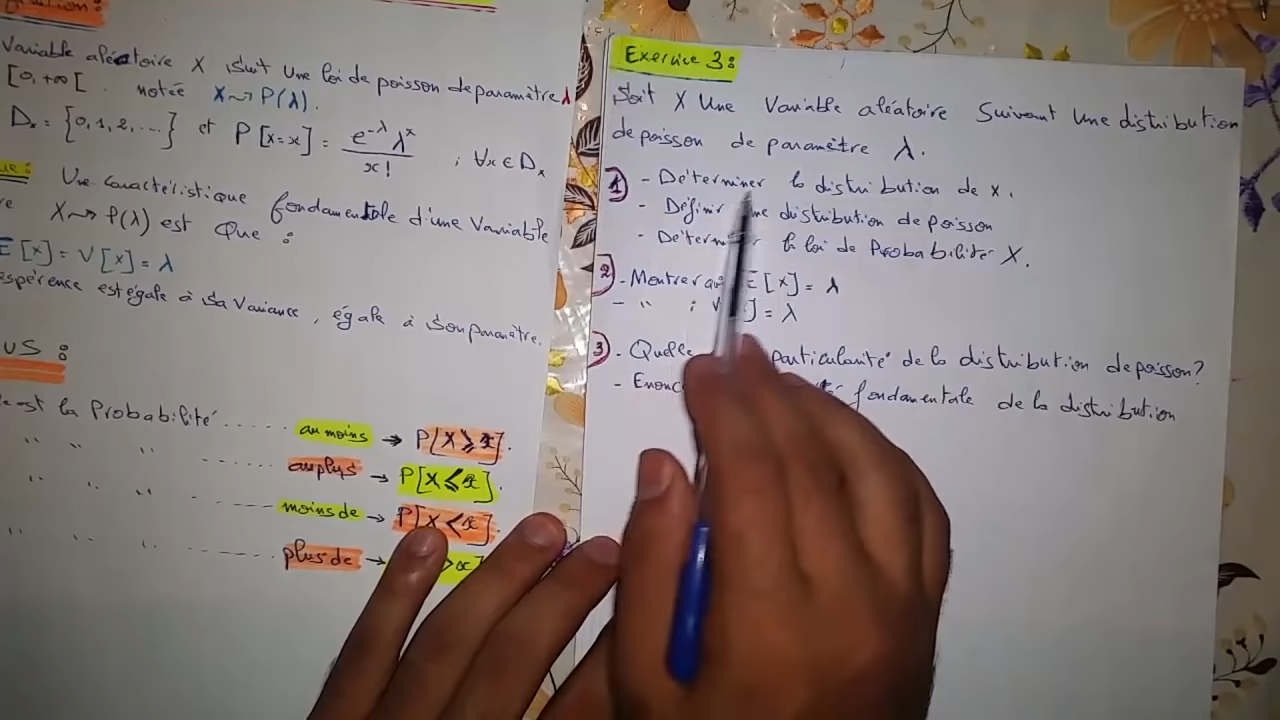 Variable aléatoire X suit une loi de poisson de paramètre λ
[0,+∞[ . notée X⤳P(λ).
Dx = {0,1,2,...} et P[X=x] = e^-λ λ^x / x! ; ∀x∈Dx
Une caractéristique fondamentale d'une Variable
X⤳P(λ) est que :
E[X] = V[X] = λ
espérence est égale à sa Variance, égale à son paramètre.
US :
est la Probabilité ..... au moins → P[X⩾x].
" " " ...... auplus → P[X⩽x].
" " " ----- moins de → P[X<x].
" " " ------ plus de → >x]
Exercice 3:
Soit X Une Variable aléatoire Suivant Une distribution
de poisson de paramètre λ.
1) - Déterminer la distribution de X.
- Définir une distribution de poisson
- Déterminer la loi de Probabilité X.
2) - Montrer que E[X] = λ
- " : V[X] = λ
3) - Quelle particularité de la distribution de poisson?
- fondamentale de la distribution